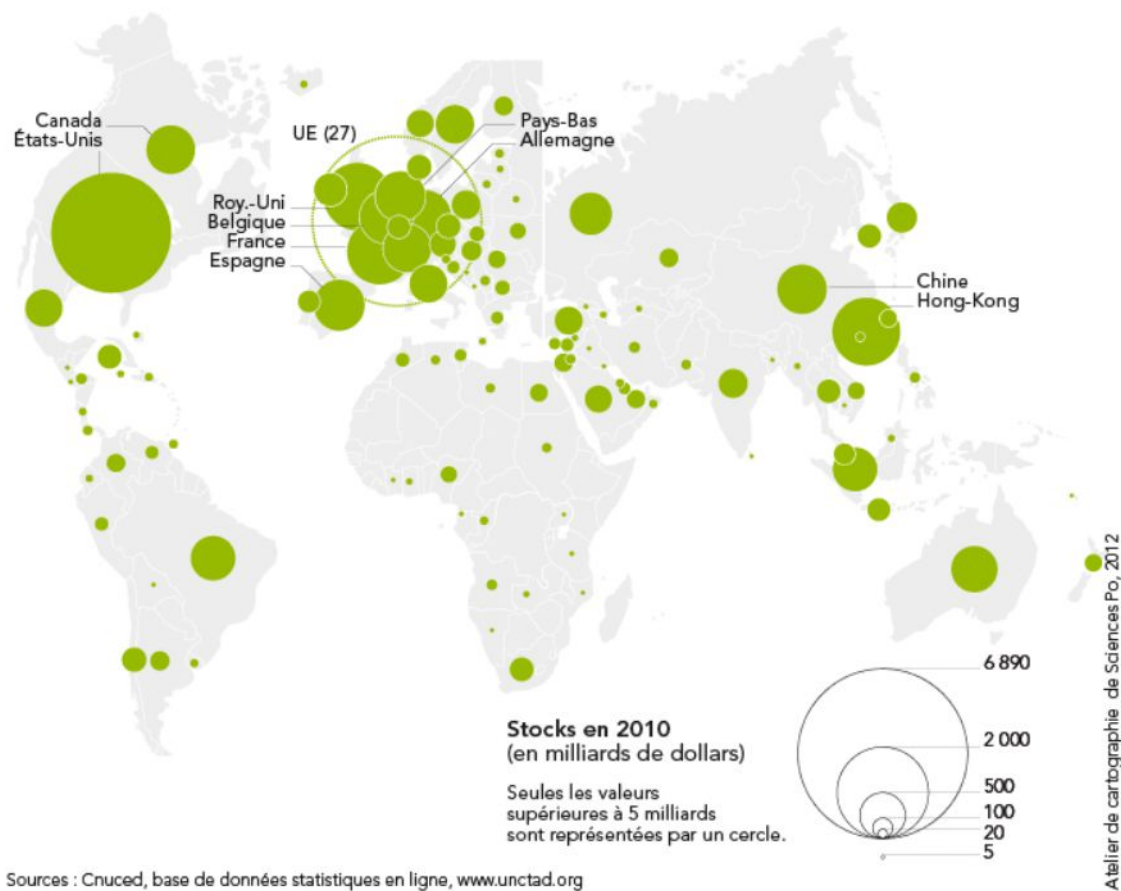 Canada
États-Unis
UE (27)
Pays-Bas
Allemagne
Roy.-Uni
Belgique
France
Espagne
Chine
Hong-Kong
Stocks en 2010
(en milliards de dollars)
Seules les valeurs
supérieures à 5 milliards
sont représentées par un cercle.
6 890
2 000
500
100
20
5
Atelier de cartographie de Sciences Po, 2012
Sources : Cnuced, base de données statistiques en ligne, www.unctad.org